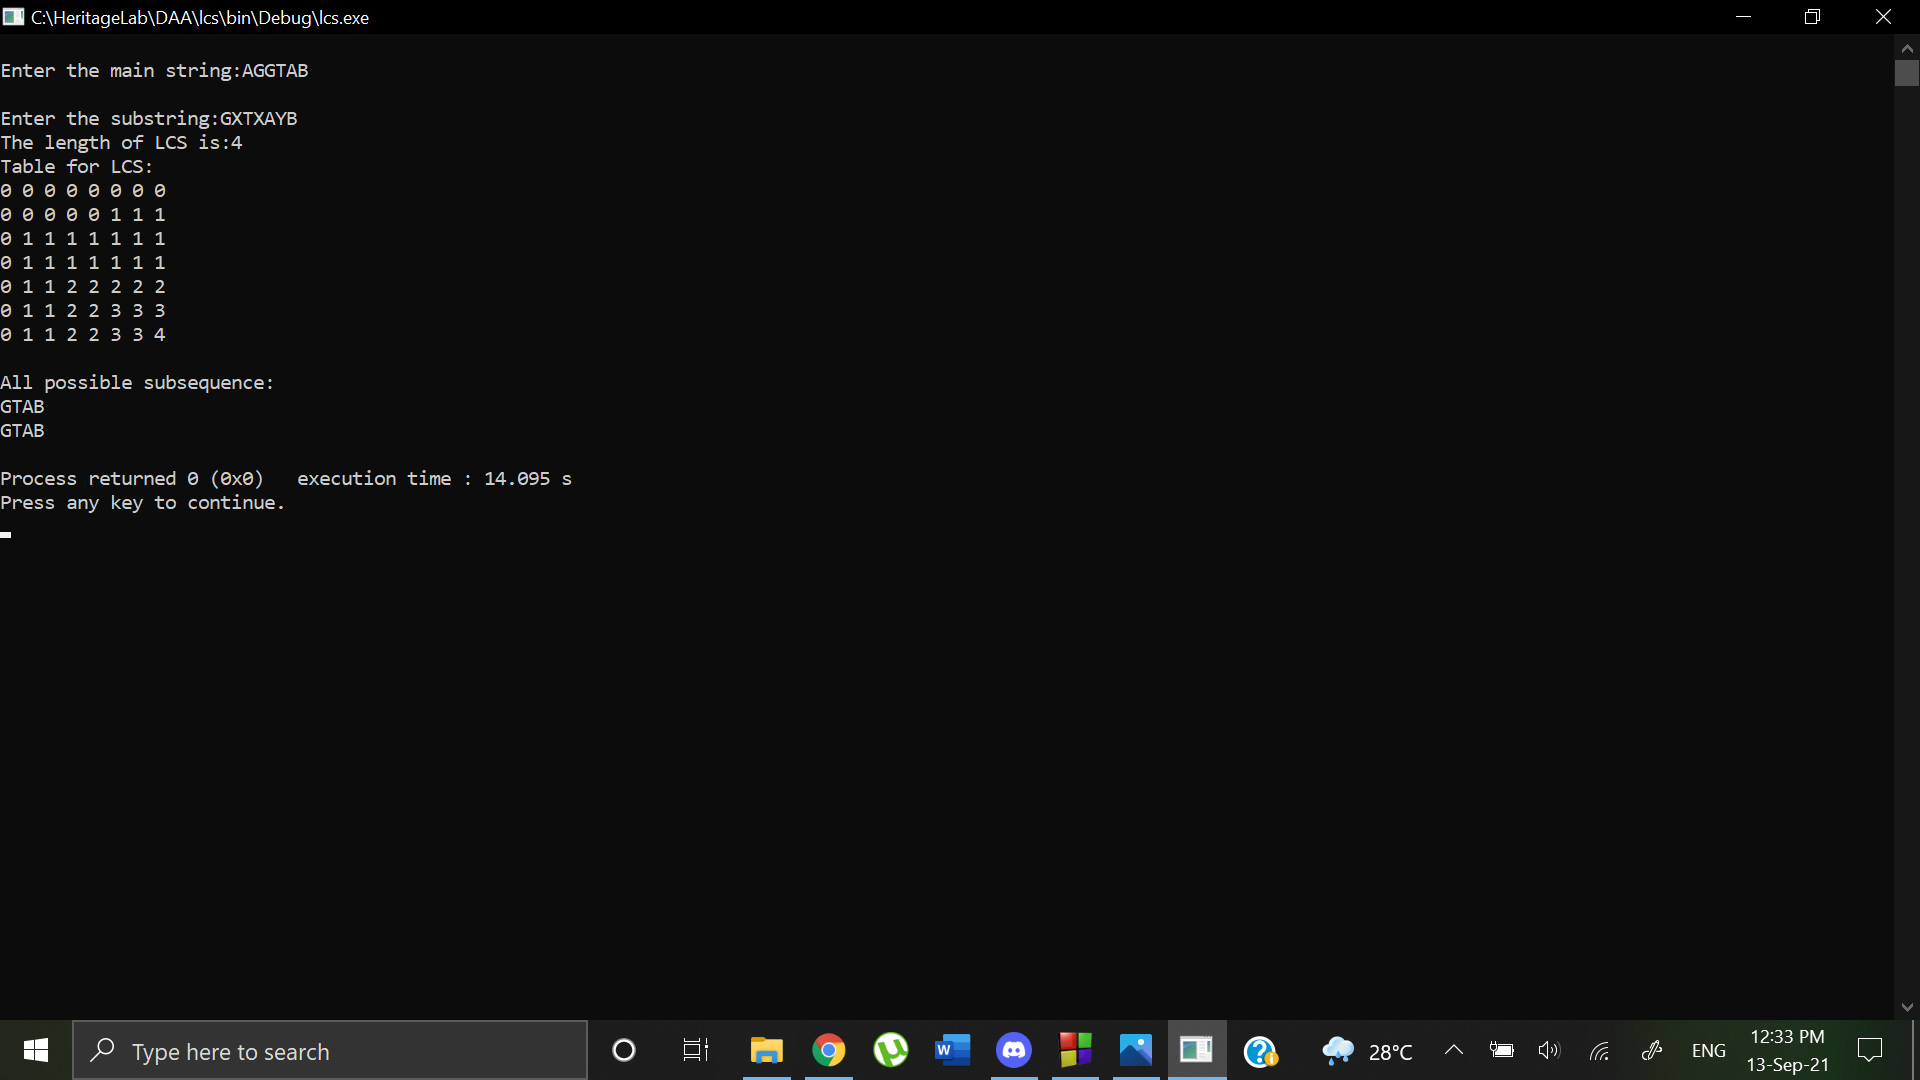 C:\HeritageLab\DAA\lcs\bin\Debug\lcs.exe
Enter the main string:AGGTAB
Enter the substring:GXTXAYB
The length of LCS is:4
Table for LCS:
0 0 0 0 0 0 0 0
0 0 0 0 0 1 1 1
0 1 1 1 1 1 1 1
0 1 1 1 1 1 1 1
0 1 1 2 2 2 2 2
0 1 1 2 2 3 3 3
0 1 1 2 2 3 3 4
All possible subsequence:
GTAB
GTAB
Process returned 0 (0x0)   execution time : 14.095 s
Press any key to continue.
Type here to search
28°C
ENG
12:33 PM
13-Sep-21